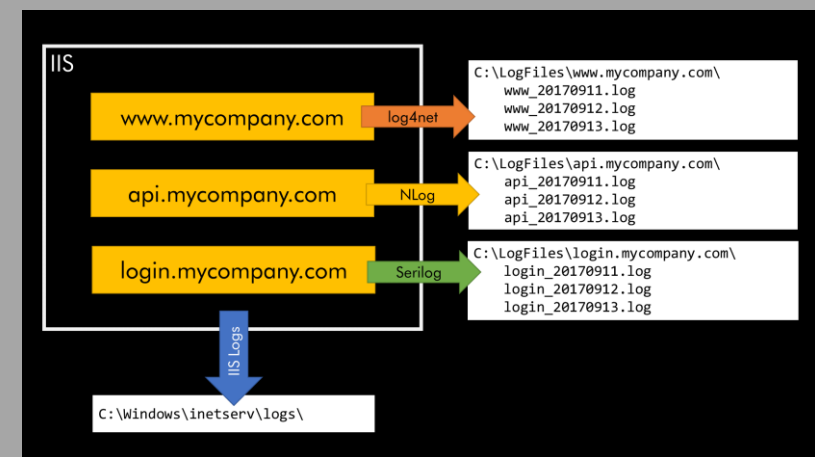 IIS
www.mycompany.com
log4net
C:\LogFiles\www.mycompany.com\
www_20170911.log
www_20170912.log
www_20170913.log
api.mycompany.com
NLog
C:\LogFiles\api.mycompany.com\
api_20170911.log
api_20170912.log
api_20170913.log
login.mycompany.com
Serilog
C:\LogFiles\login.mycompany.com\
login_20170911.log
login_20170912.log
login_20170913.log
IIS Logs
C:\Windows\inetserv\logs\